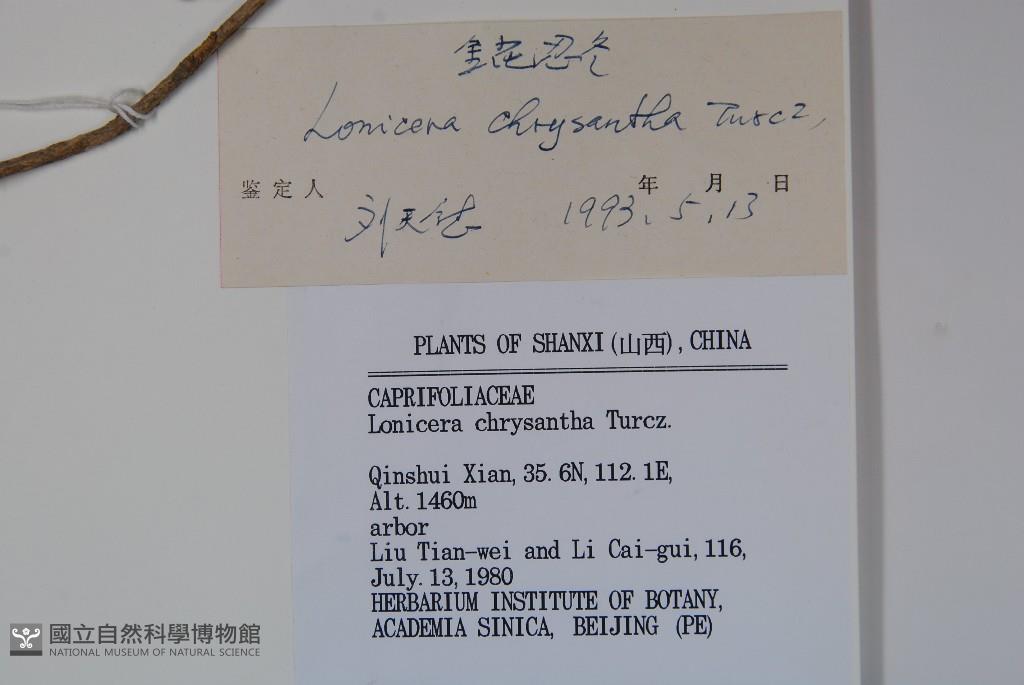 金花忍冬
Lonicera chrysantha Turcz,
年 月 日
鉴定人
1993. 5. 13
PLANTS OF SHANXI (山西), CHINA
CAPRIFOLIACEAE
Lonicera chrysantha Turcz.
Qinshui Xian, 35. 6N, 112. 1E,
Alt. 1460m
arbor
Liu Tian-wei and Li Cai-gui, 116,
July. 13, 1980
HERBARIUM INSTITUTE OF BOTANY,
ACADEMIA SINICA, BEIJING (PE)
國立自然科學博物館
NATIONAL MUSEUM OF NATURAL SCIENCE